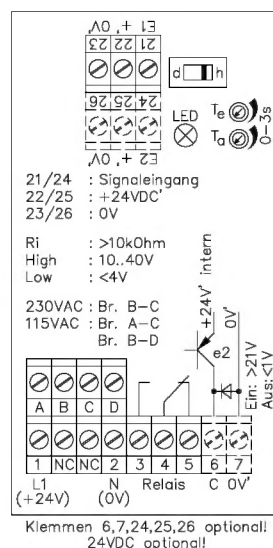 E1 + , 0V
21 22 23
d h
24 25 26
E2 + , 0V'
LED
Te
Ta
0-3s
21/24 : Signaleingang
22/25 : +24VDC'
23/26 : 0V
Ri : >10kOhm
High : 10..40V
Low : <4V
230VAC : Br. B-C
115VAC : Br. A-C
Br. B-D
+24V' intern
0V'
e2
Ein: >21V
Aus: <1V
A B C D
1 NC NC 2 3 4 5 6 7
L1 N Relais C 0V'
(+24V) (0V)
Klemmen 6,7,24,25,26 optional!
24VDC optional!